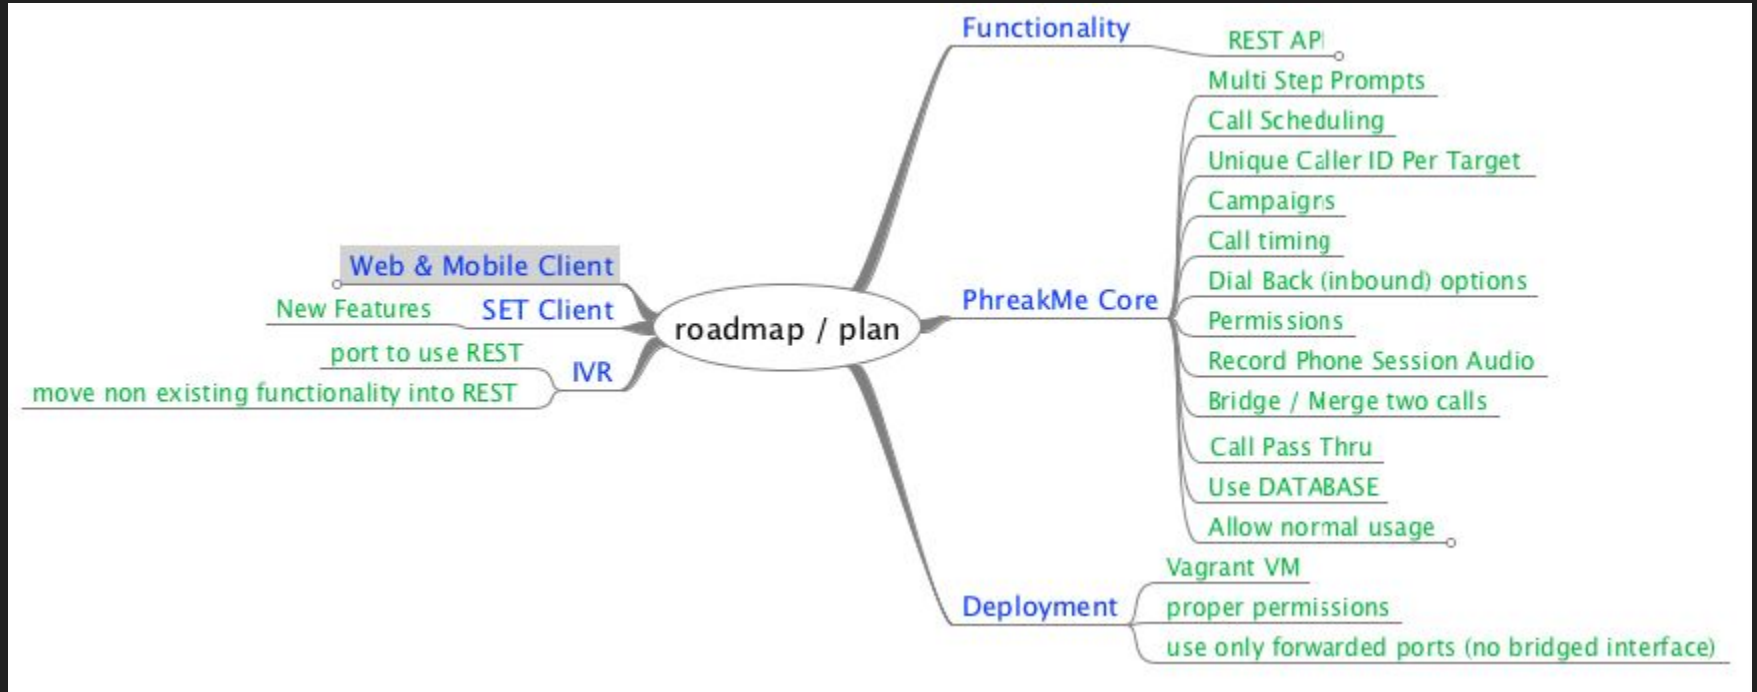 Functionality
REST API
Multi Step Prompts
Call Scheduling
Unique Caller ID Per Target
Campaigns
Call timing
Dial Back (inbound) options
PhreakMe Core
Permissions
Record Phone Session Audio
Bridge / Merge two calls
Call Pass Thru
Use DATABASE
Allow normal usage
Vagrant VM
Deployment
proper permissions
use only forwarded ports (no bridged interface)
roadmap / plan
Web & Mobile Client
SET Client
New Features
IVR
port to use REST
move non existing functionality into REST